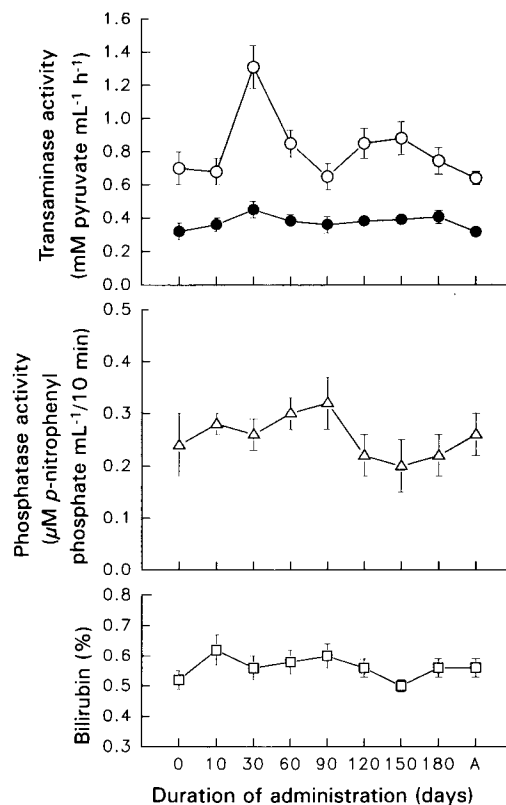 Transaminase activity
(mM pyruvate mL⁻¹ h⁻¹)
1.6
1.4
1.2
1.0
0.8
0.6
0.4
0.2
0.0
Phosphatase activity
(µM p-nitrophenyl
phosphate mL⁻¹/10 min)
0.5
0.4
0.3
0.2
0.1
0.0
Bilirubin (%)
0.8
0.7
0.6
0.5
0.4
0.3
0 10 30 60 90 120 150 180 A
Duration of administration (days)